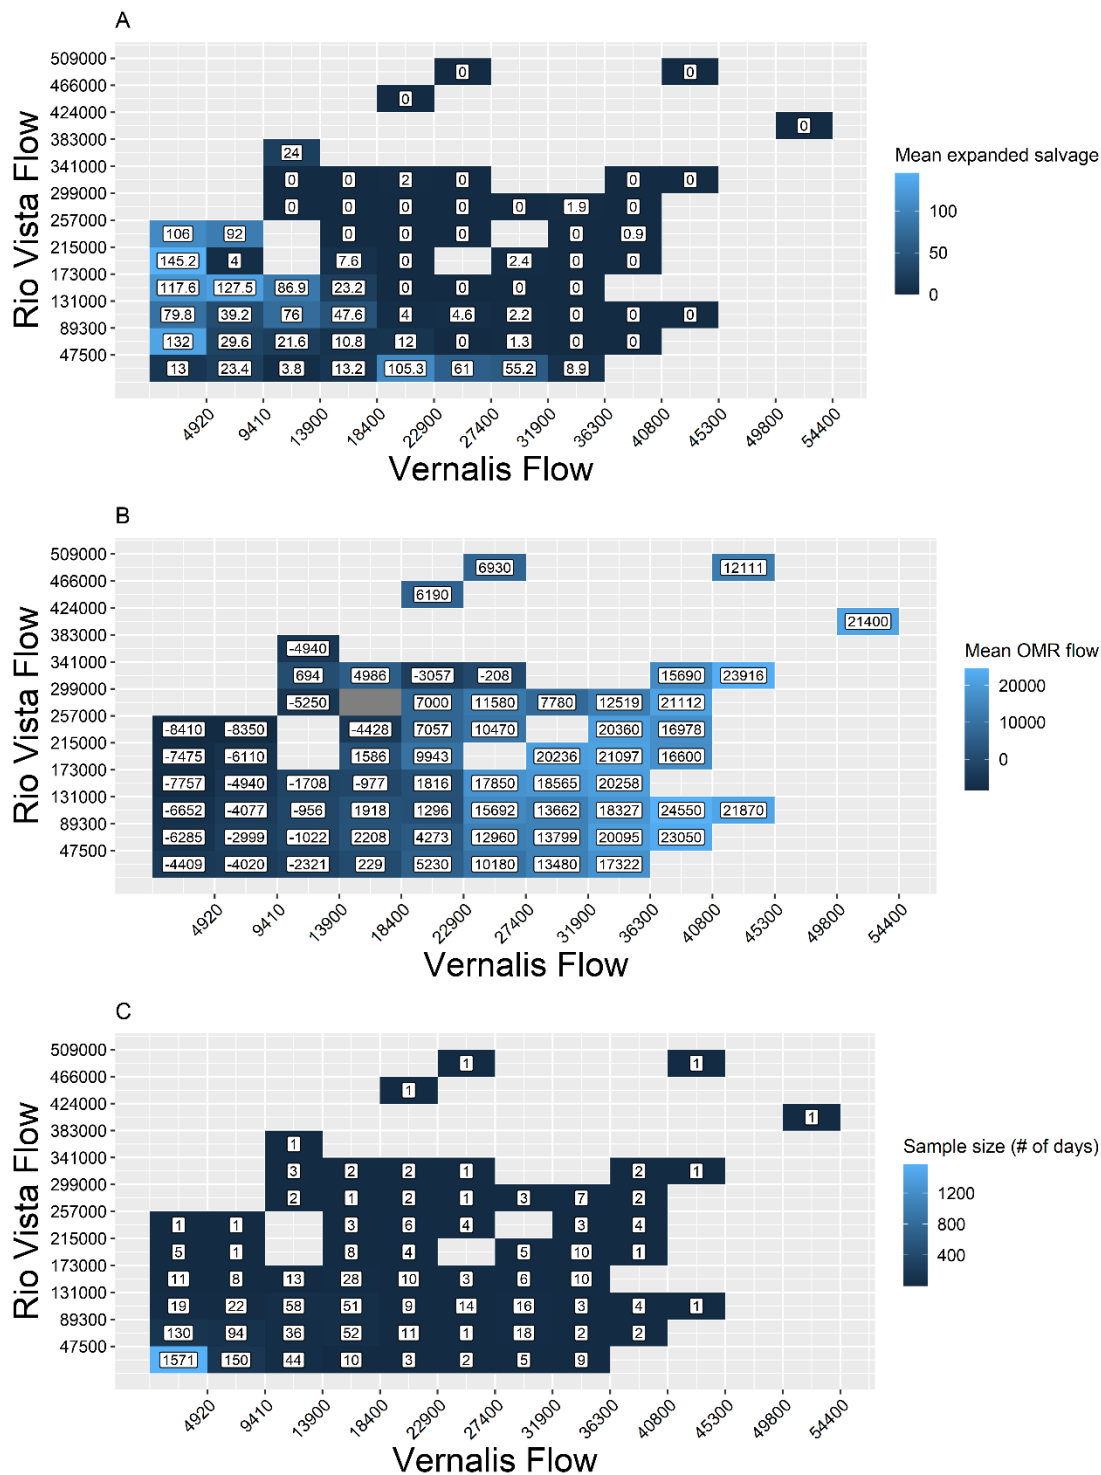 A
509000
0 0
466000
0
424000
0
383000
24
341000
0 0 2 0 0 0
299000
0 0 0 0 0 1.9 0
257000
106 92 0 0 0 0 0.9
215000
145.2 4 7.6 0 2.4 0 0
173000
117.6 127.5 86.9 23.2 0 0 0 0
131000
79.8 39.2 76 47.6 4 4.6 2.2 0 0 0
89300
132 29.6 21.6 10.8 12 0 1.3 0 0
47500
13 23.4 3.8 13.2 105.3 61 55.2 8.9
Rio Vista Flow
4920 9410 13900 18400 22900 27400 31900 36300 40800 45300 49800 54400
Vernalis Flow
Mean expanded salvage
100
50
0
B
509000
6930 12111
466000
6190
424000
21400
383000
-4940
341000
694 4986 -3057 -208 15690 23916
299000
-5250 7000 11580 7780 12519 21112
257000
-8410 -8350 -4428 7057 10470 20360 16978
215000
-7475 -6110 1586 9943 20236 21097 16600
173000
-7757 -4940 -1708 -977 1816 17850 18565 20258
131000
-6652 -4077 -956 1918 1296 15692 13662 18327 24550 21870
89300
-6285 -2999 -1022 2208 4273 12960 13799 20095 23050
47500
-4409 -4020 -2321 229 5230 10180 13480 17322
Rio Vista Flow
4920 9410 13900 18400 22900 27400 31900 36300 40800 45300 49800 54400
Vernalis Flow
Mean OMR flow
20000
10000
0
C
509000
1 1
466000
1
424000
1
383000
1
341000
3 2 2 1 2 1
299000
2 1 2 1 3 7 2
257000
1 1 3 6 4 3 4
215000
5 1 8 4 5 10 1
173000
11 8 13 28 10 3 6 10
131000
19 22 58 51 9 14 16 3 4 1
89300
130 94 36 52 11 1 18 2 2
47500
1571 150 44 10 3 2 5 9
Rio Vista Flow
4920 9410 13900 18400 22900 27400 31900 36300 40800 45300 49800 54400
Vernalis Flow
Sample size (# of days)
1200
800
400